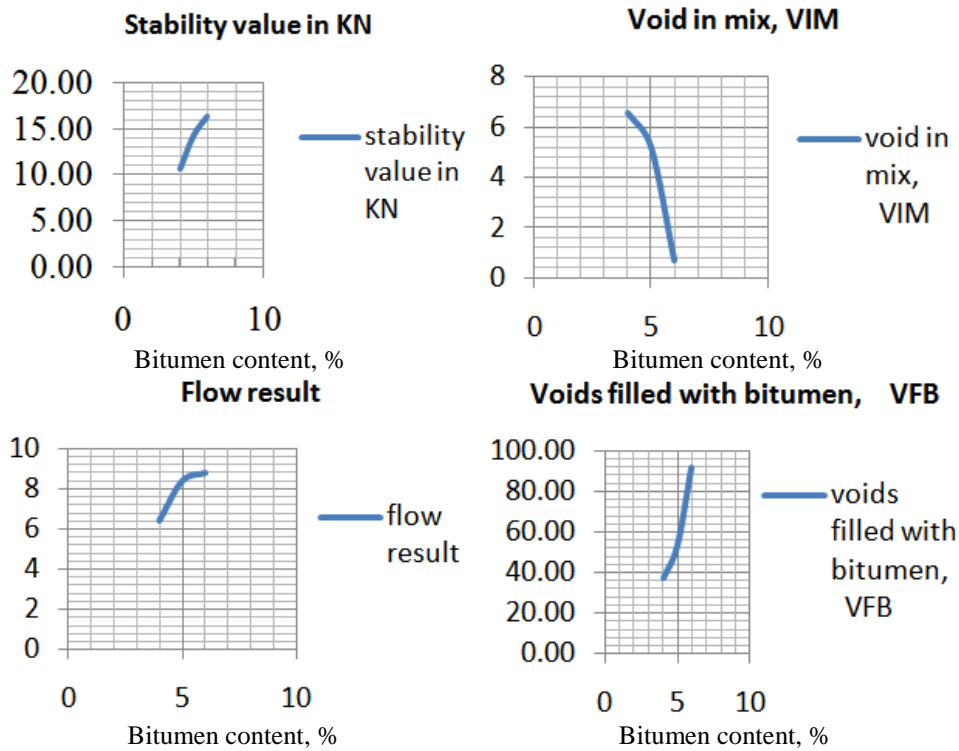 Stability value in KN
20.00
15.00
10.00
5.00
0.00
0 10
Bitumen content, %
stability
value in
KN
Void in mix, VIM
8
6
4
2
0
0 5 10
Bitumen content, %
void in
mix,
VIM
Flow result
10
8
6
4
2
0
0 5 10
Bitumen content, %
flow
result
Voids filled with bitumen, VFB
100.00
80.00
60.00
40.00
20.00
0.00
0 5 10
Bitumen content, %
voids
filled with
bitumen,
VFB